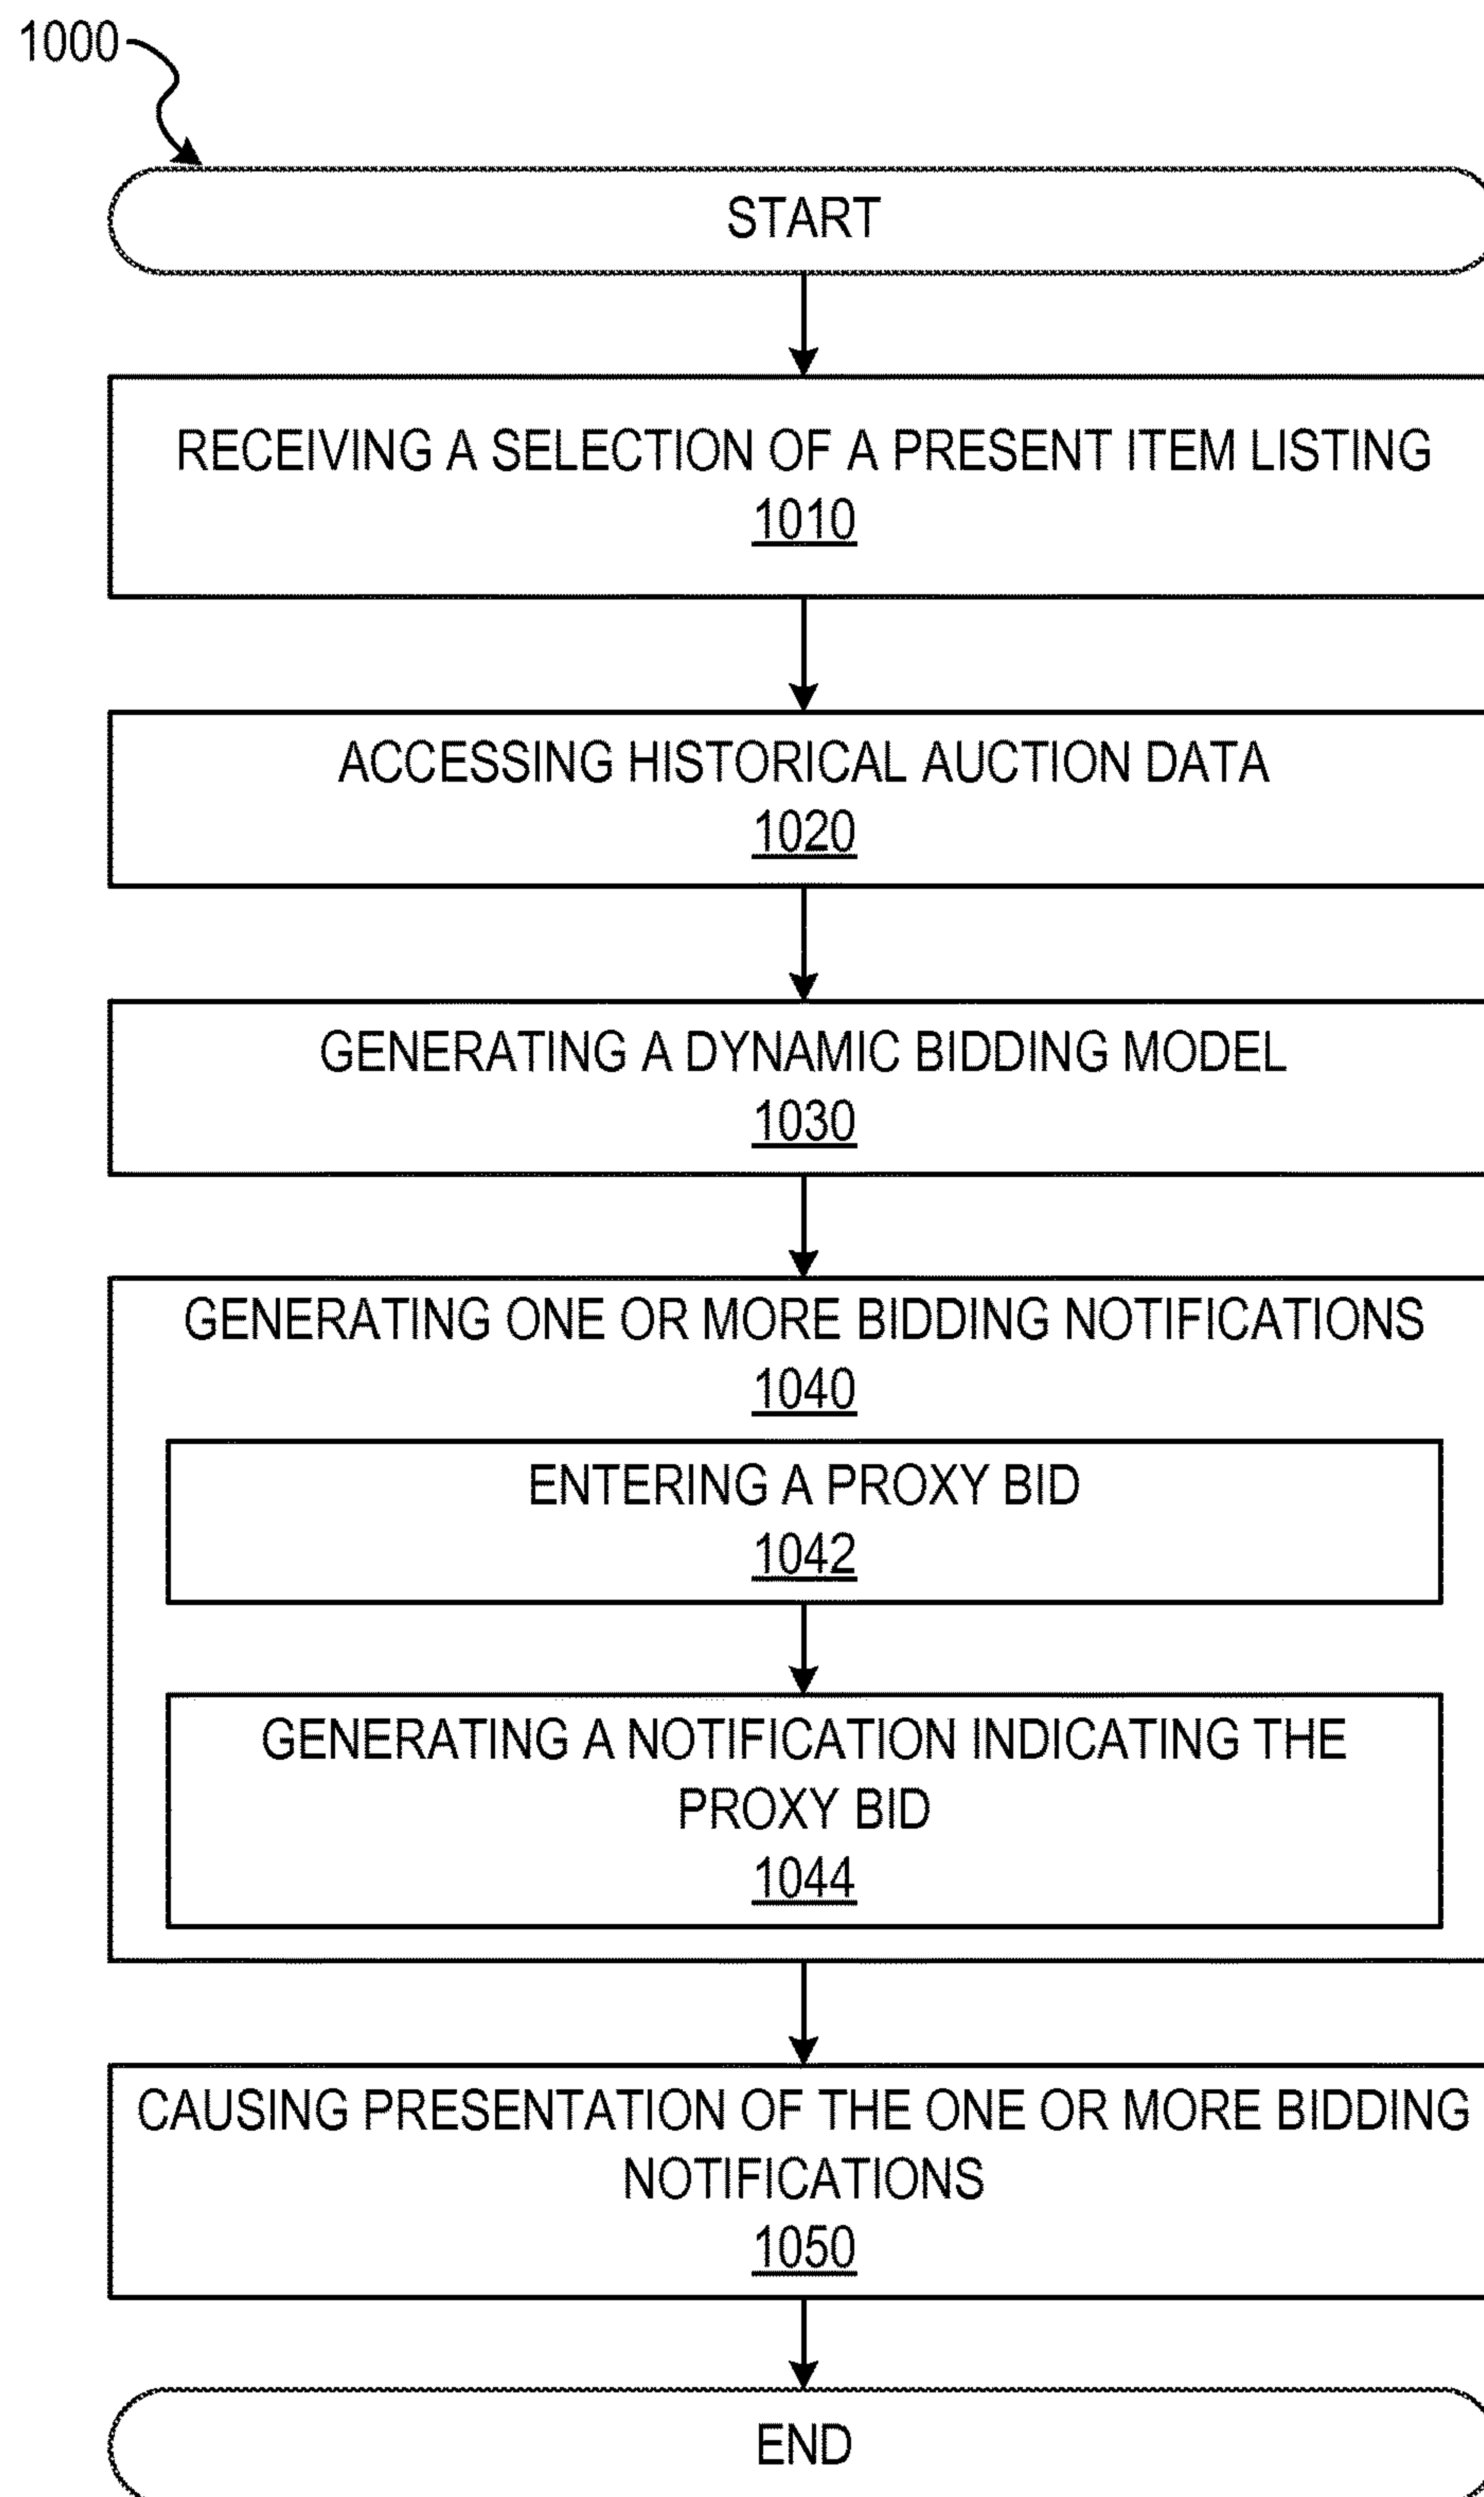 1000
START
RECEIVING A SELECTION OF A PRESENT ITEM LISTING
1010
ACCESSING HISTORICAL AUCTION DATA
1020
GENERATING A DYNAMIC BIDDING MODEL
1030
GENERATING ONE OR MORE BIDDING NOTIFICATIONS
1040
ENTERING A PROXY BID
1042
GENERATING A NOTIFICATION INDICATING THE
PROXY BID
1044
CAUSING PRESENTATION OF THE ONE OR MORE BIDDING
NOTIFICATIONS
1050
END